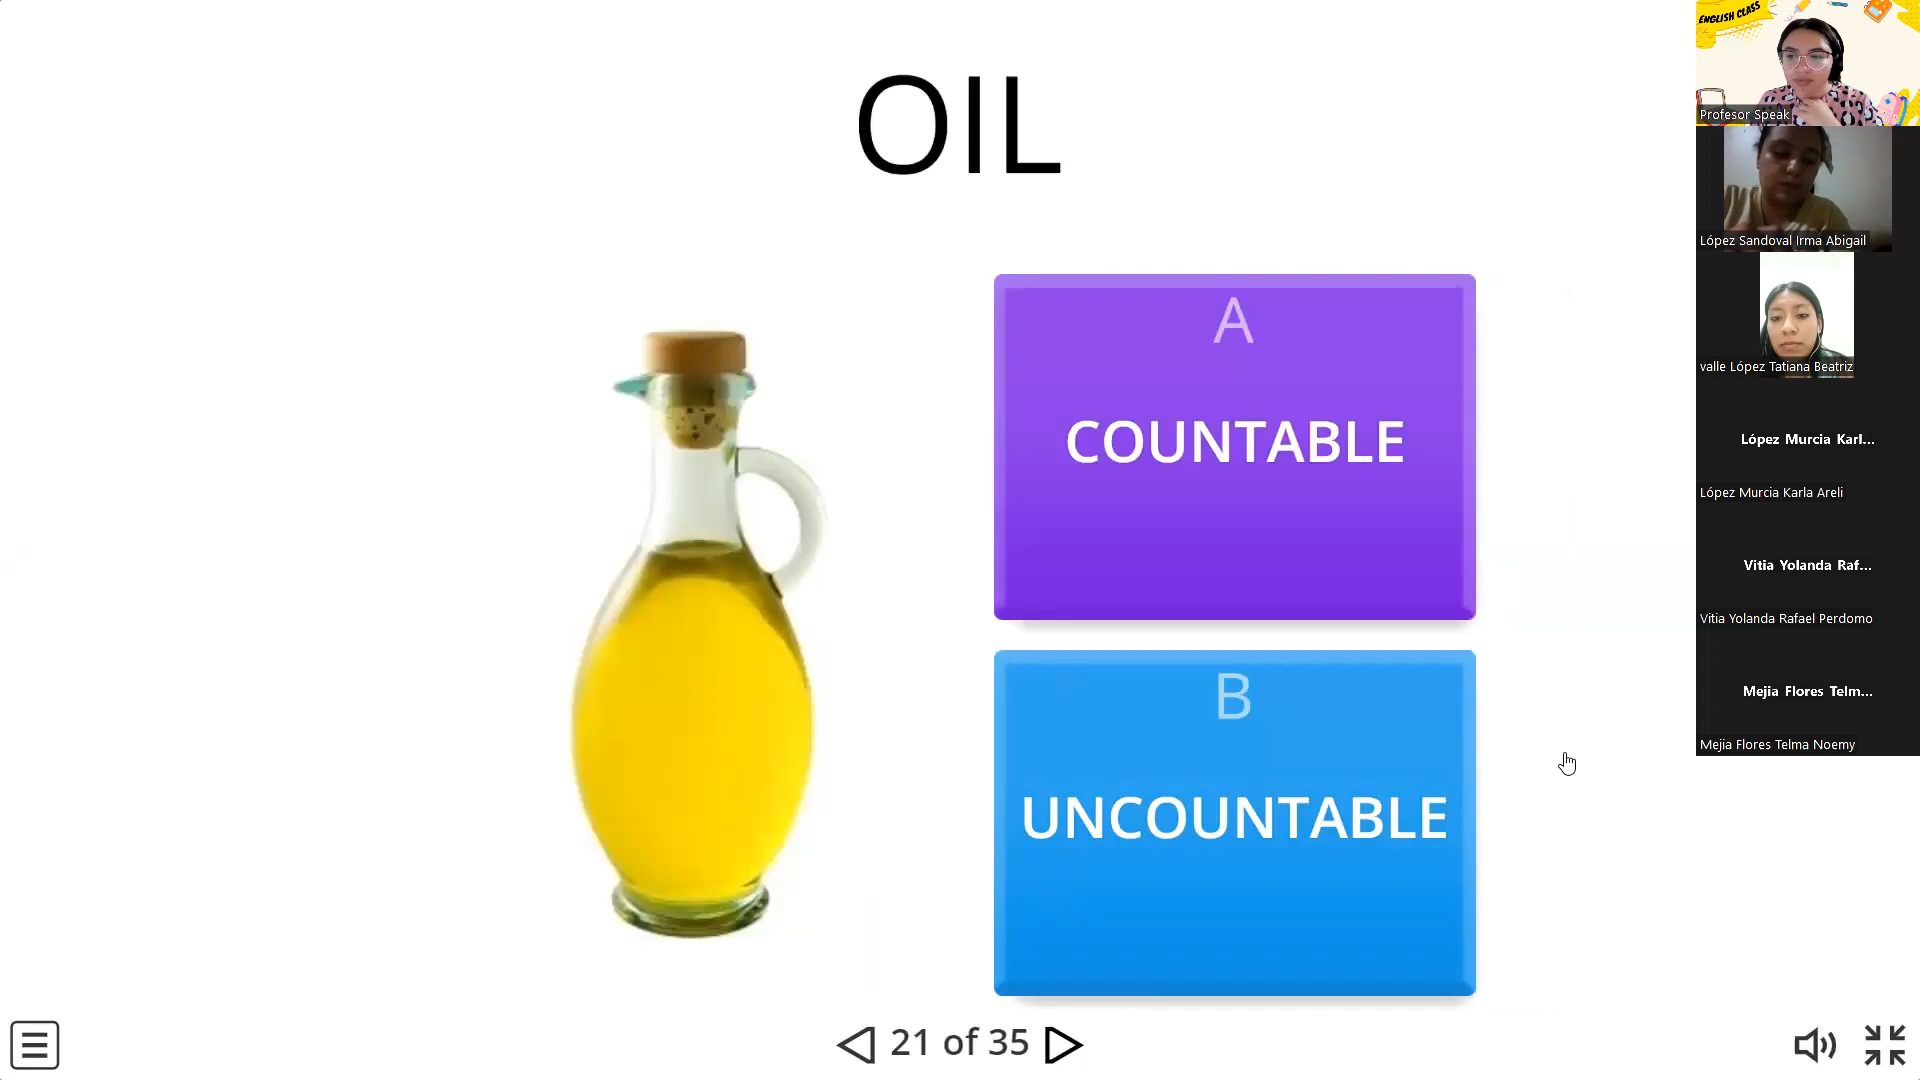 OIL
A
COUNTABLE
B
UNCOUNTABLE
21 of 35
ENGLISH CLASS
Profesor Speak
López Sandoval Irma Abigail
valle López Tatiana Beatriz
López Murcia Karl...
López Murcia Karla Areli
Vitia Yolanda Raf...
Vitia Yolanda Rafael Perdomo
Mejia Flores Telm...
Mejia Flores Telma Noemy